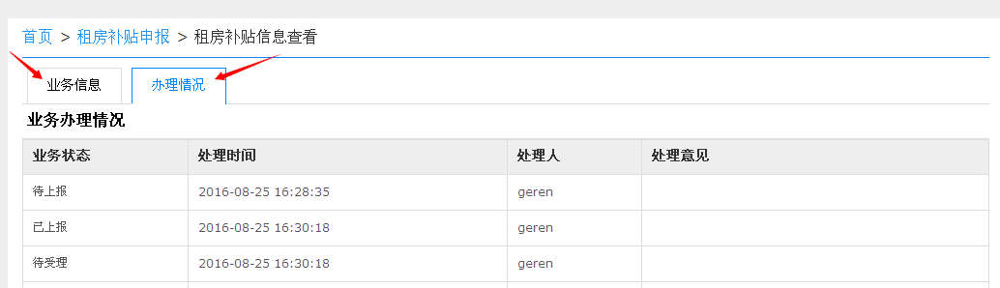 首页 > 租房补贴申报 > 租房补贴信息查看
业务信息 办理情况
业务办理情况
业务状态 处理时间 处理人 处理意见
待上报 2016-08-25 16:28:35 geren
已上报 2016-08-25 16:30:18 geren
待受理 2016-08-25 16:30:18 geren